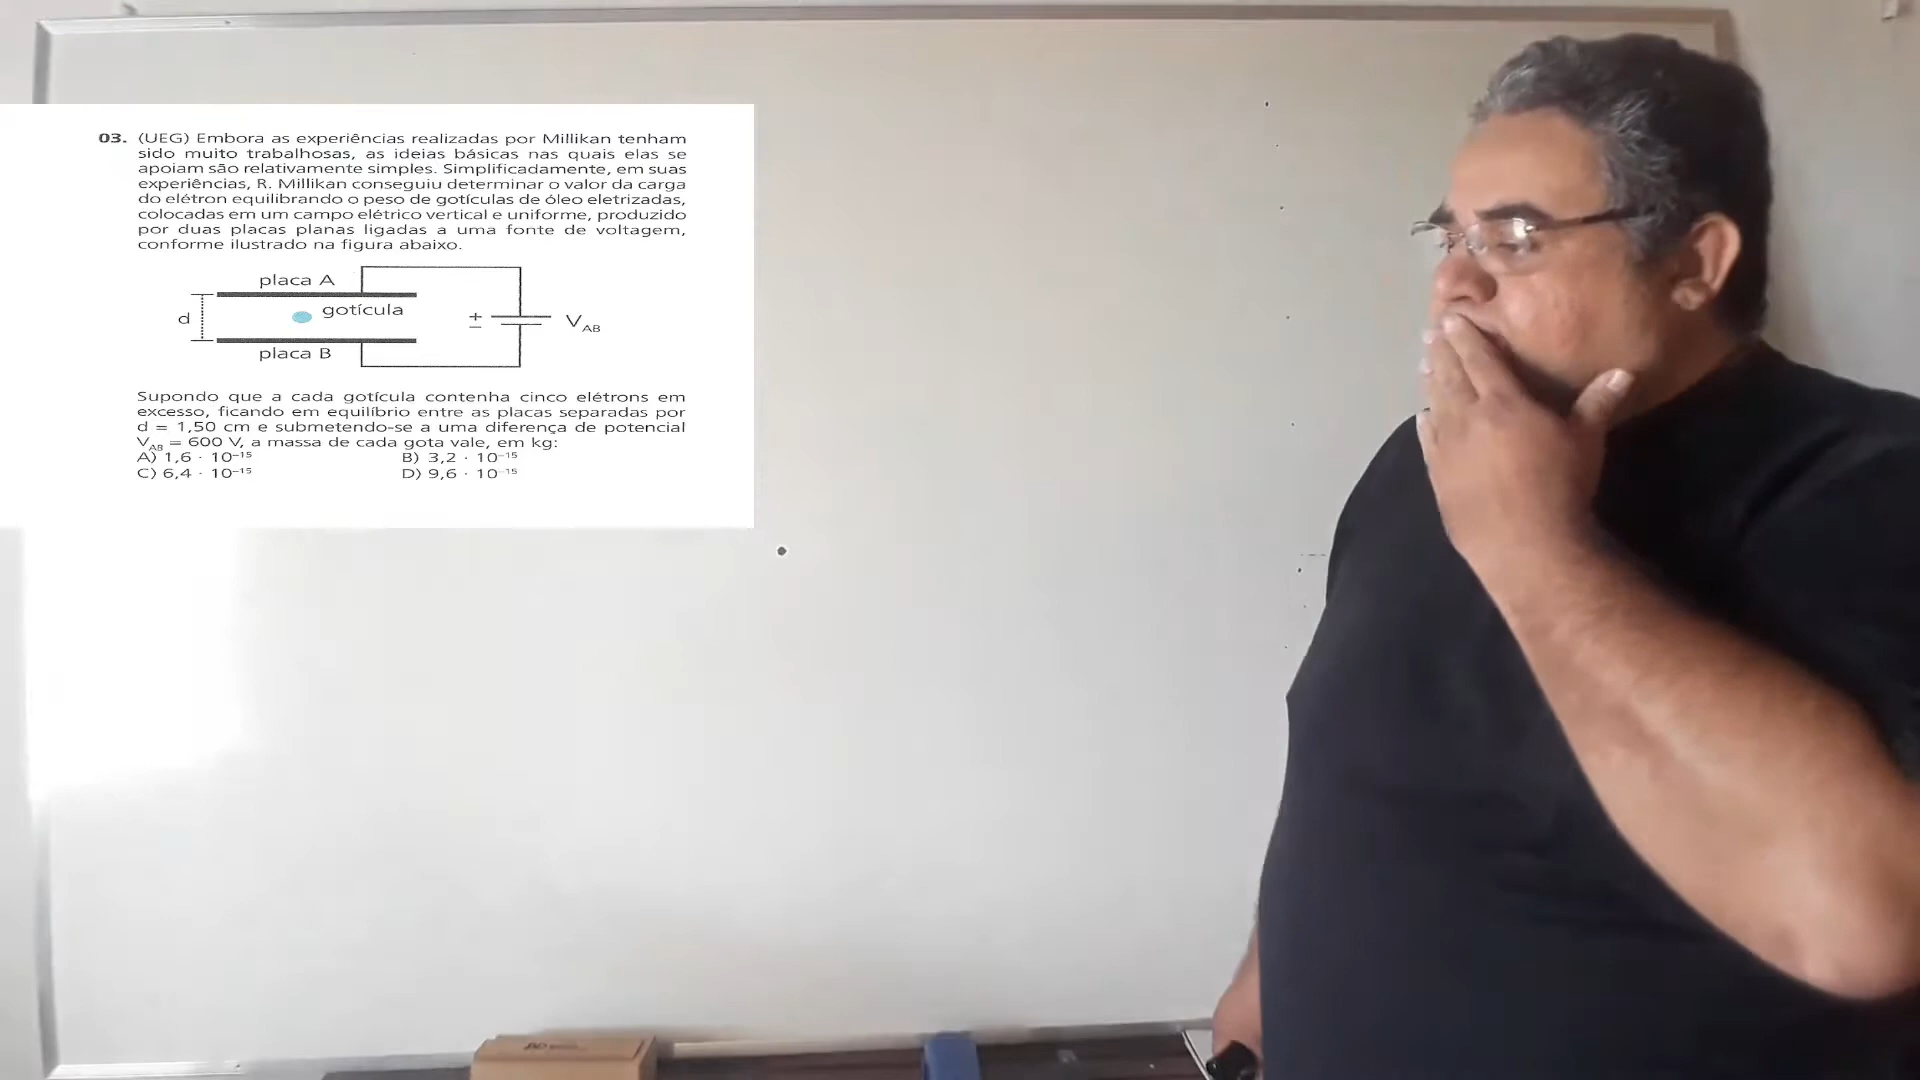 03. (UEG) Embora as experiências realizadas por Millikan tenham
sido muito trabalhosas, as ideias básicas nas quais elas se
apoiam são relativamente simples. Simplificadamente, em suas
experiências, R. Millikan conseguiu determinar o valor da carga
do elétron equilibrando o peso de gotículas de óleo eletrizadas,
colocadas em um campo elétrico vertical e uniforme, produzido
por duas placas planas ligadas a uma fonte de voltagem,
conforme ilustrado na figura abaixo.
placa A
gotícula
d
+
−
V_AB
placa B
Supondo que a cada gotícula contenha cinco elétrons em
excesso, ficando em equilíbrio entre as placas separadas por
d = 1,50 cm e submetendo-se a uma diferença de potencial
V_AB = 600 V, a massa de cada gota vale, em kg:
A) 1,6 · 10⁻¹⁵ B) 3,2 · 10⁻¹⁵
C) 6,4 · 10⁻¹⁵ D) 9,6 · 10⁻¹⁵